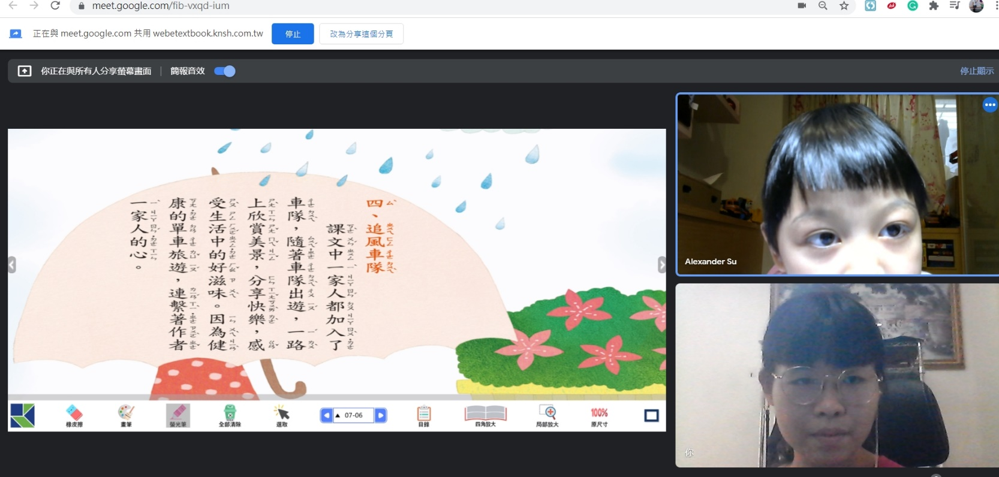 meet.google.com/fib-vxqd-ium
正在與 meet.google.com 共用 webetextbook.knsh.com.tw
停止
改為分享這個分頁
你正在與所有人分享螢幕畫面
簡報音效
停止顯示
四、追風車隊
課文中一家人都加入了
車隊，隨著車隊出遊，一路
上欣賞美景，分享快樂，感
受生活中的好滋味。因為健
康的單車旅遊，連繫著作者
一家人的心。
橡皮擦
畫筆
螢光筆
全部清除
選取
07-06
目錄
四角放大
局部放大
100%
原尺寸
Alexander Su
你